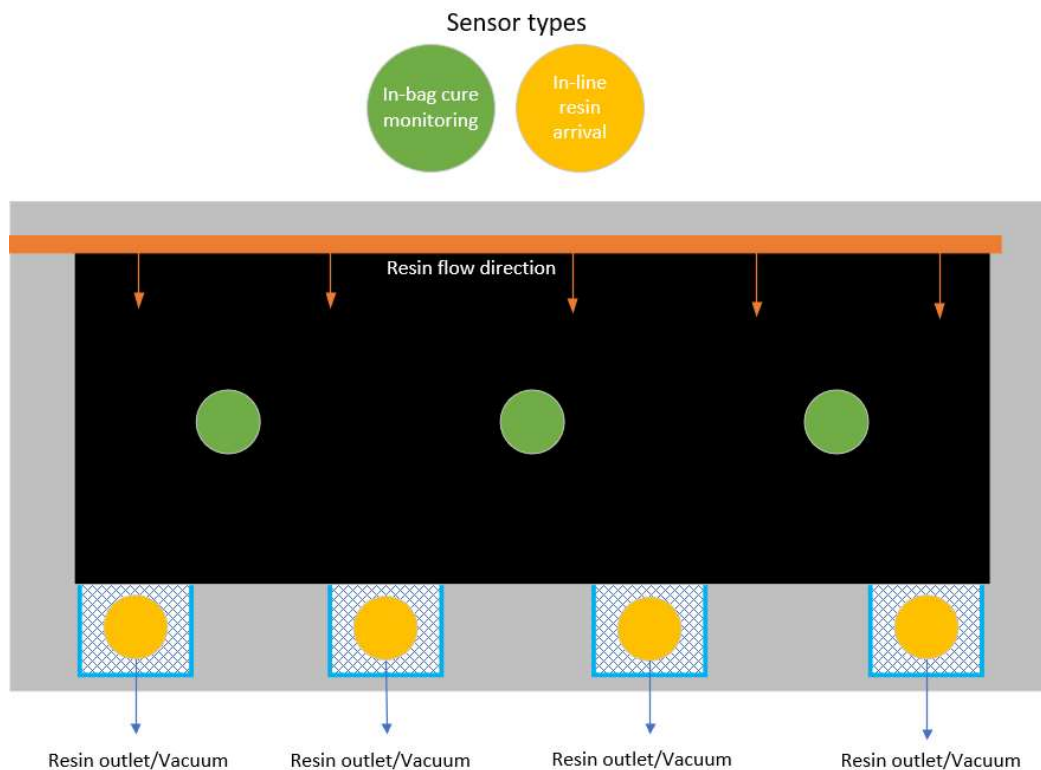 Sensor types
In-bag cure
monitoring
In-line
resin
arrival
Resin flow direction
Resin outlet/Vacuum
Resin outlet/Vacuum
Resin outlet/Vacuum
Resin outlet/Vacuum